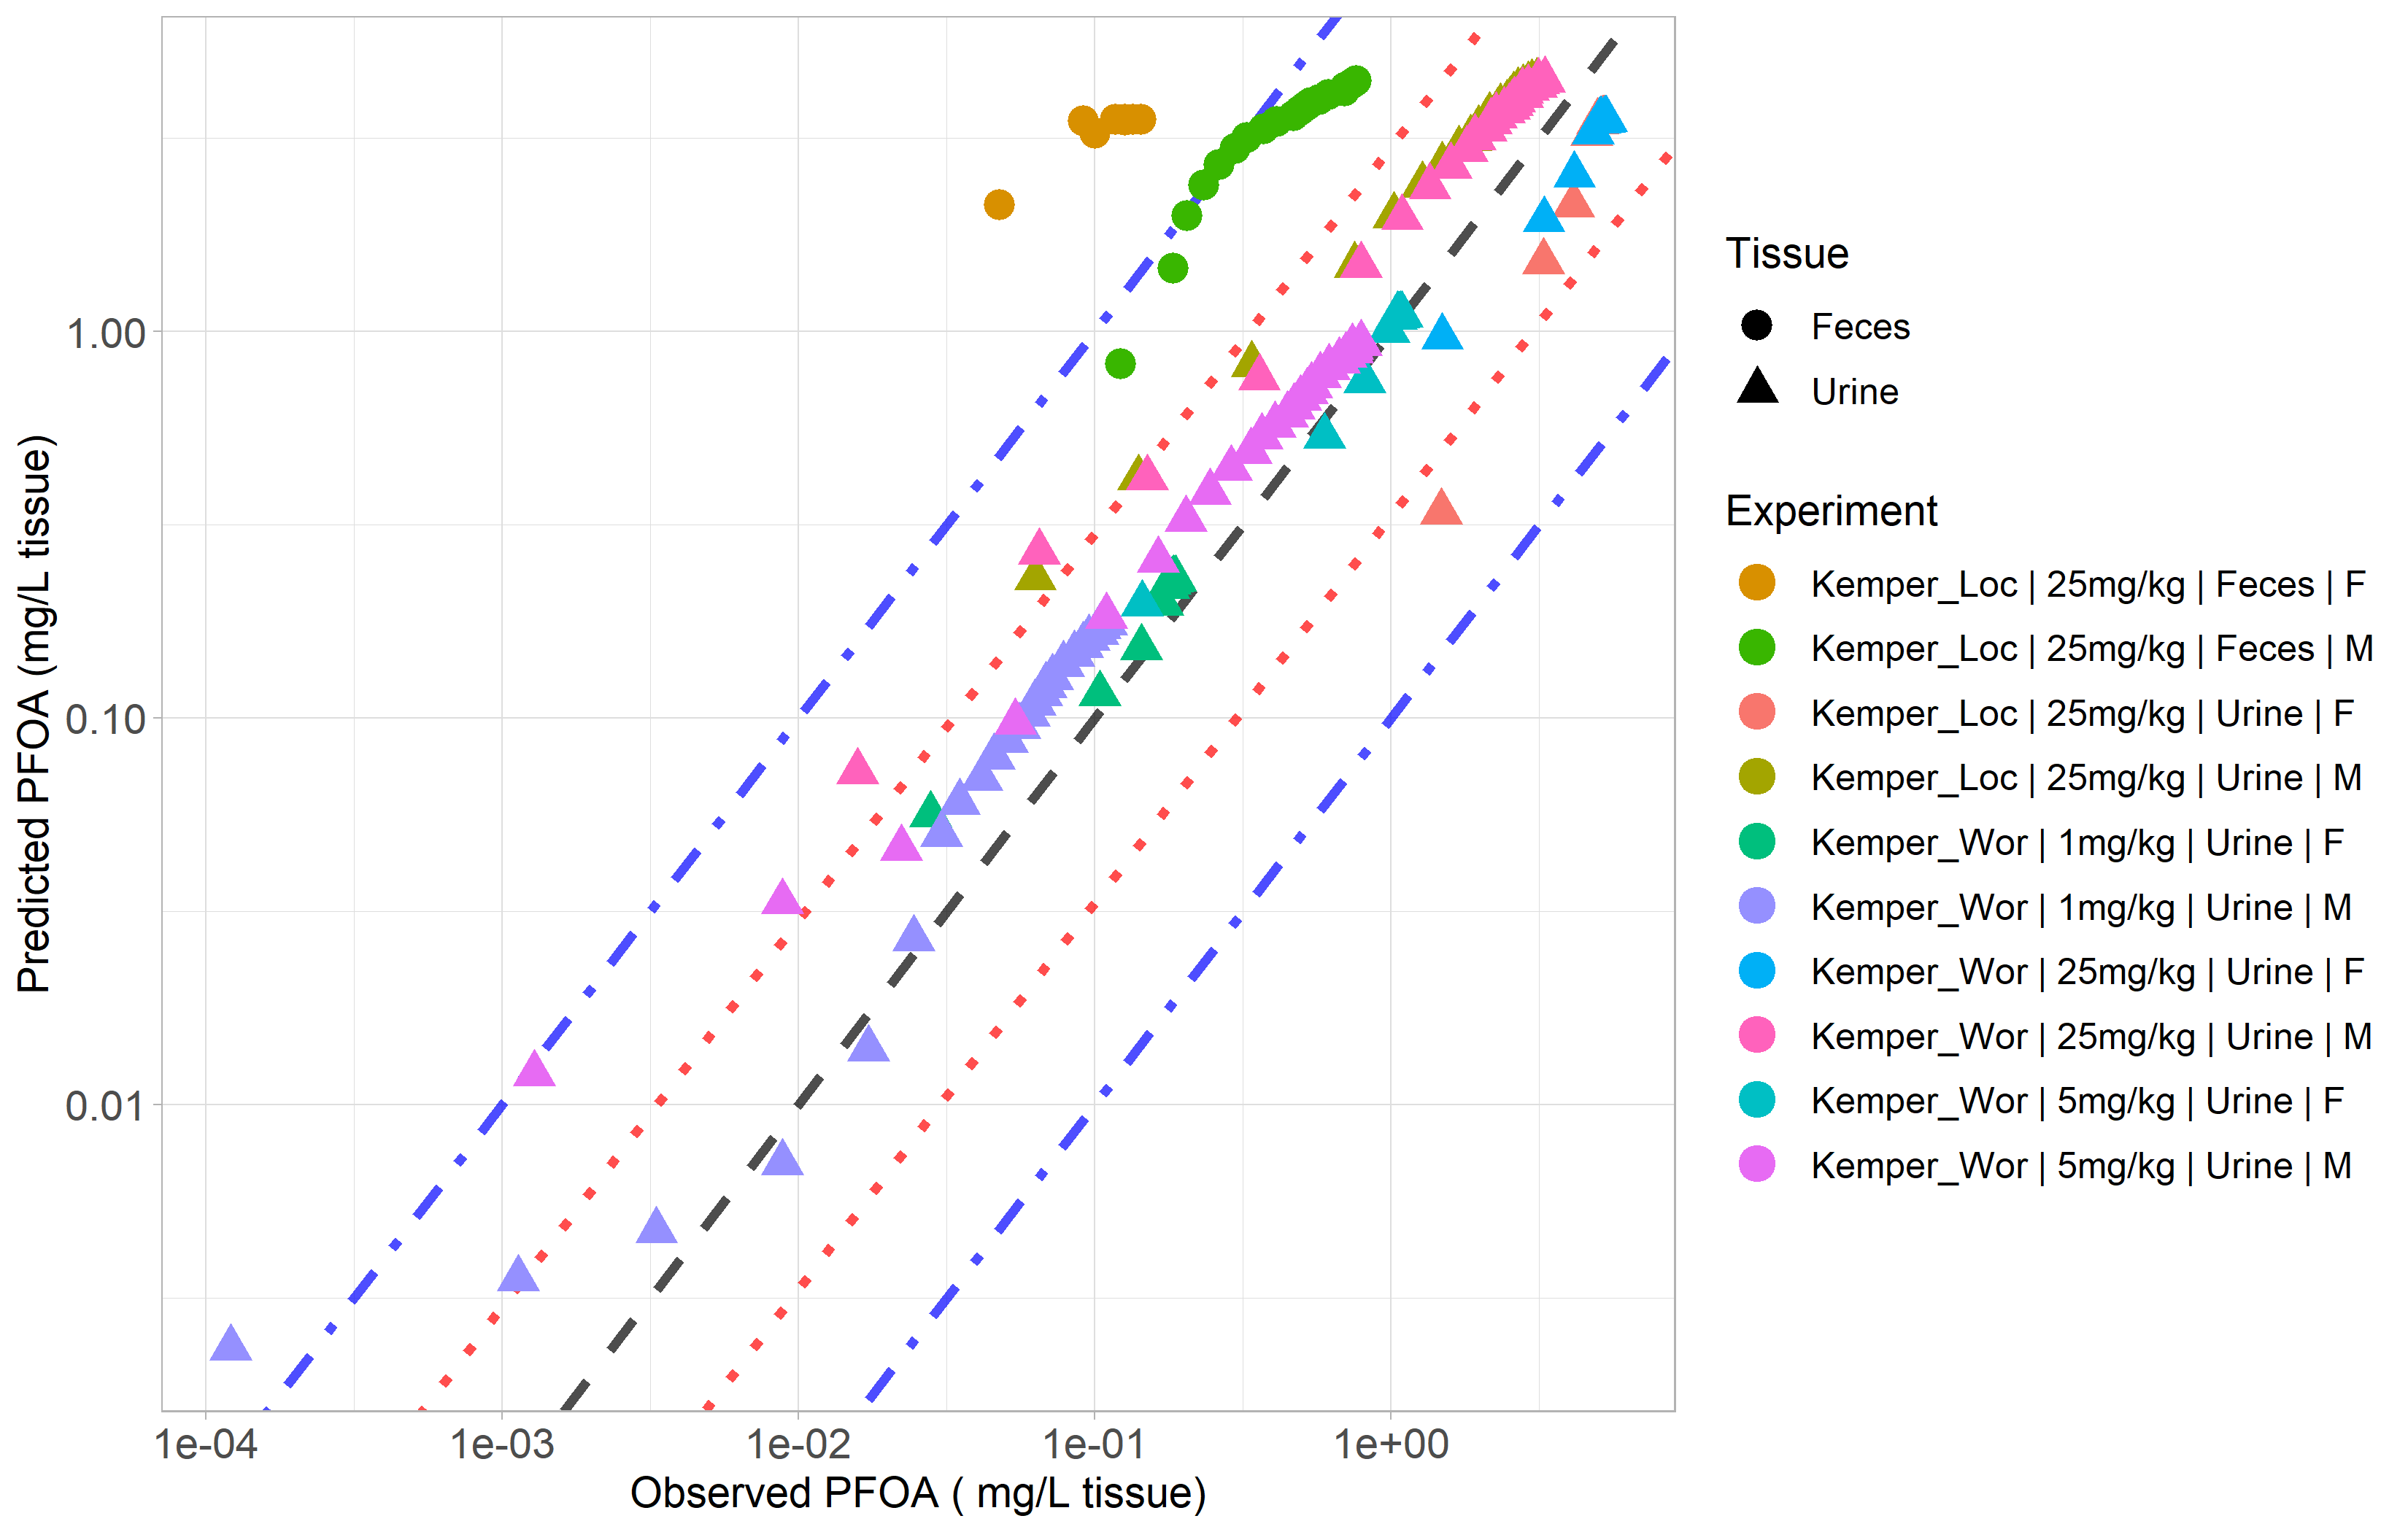 Predicted PFOA (mg/L tissue)
1.00
0.10
0.01
1e-04
1e-03
1e-02
1e-01
1e+00
Observed PFOA ( mg/L tissue)
Tissue
Feces
Urine
Experiment
Kemper_Loc | 25mg/kg | Feces | F
Kemper_Loc | 25mg/kg | Feces | M
Kemper_Loc | 25mg/kg | Urine | F
Kemper_Loc | 25mg/kg | Urine | M
Kemper_Wor | 1mg/kg | Urine | F
Kemper_Wor | 1mg/kg | Urine | M
Kemper_Wor | 25mg/kg | Urine | F
Kemper_Wor | 25mg/kg | Urine | M
Kemper_Wor | 5mg/kg | Urine | F
Kemper_Wor | 5mg/kg | Urine | M